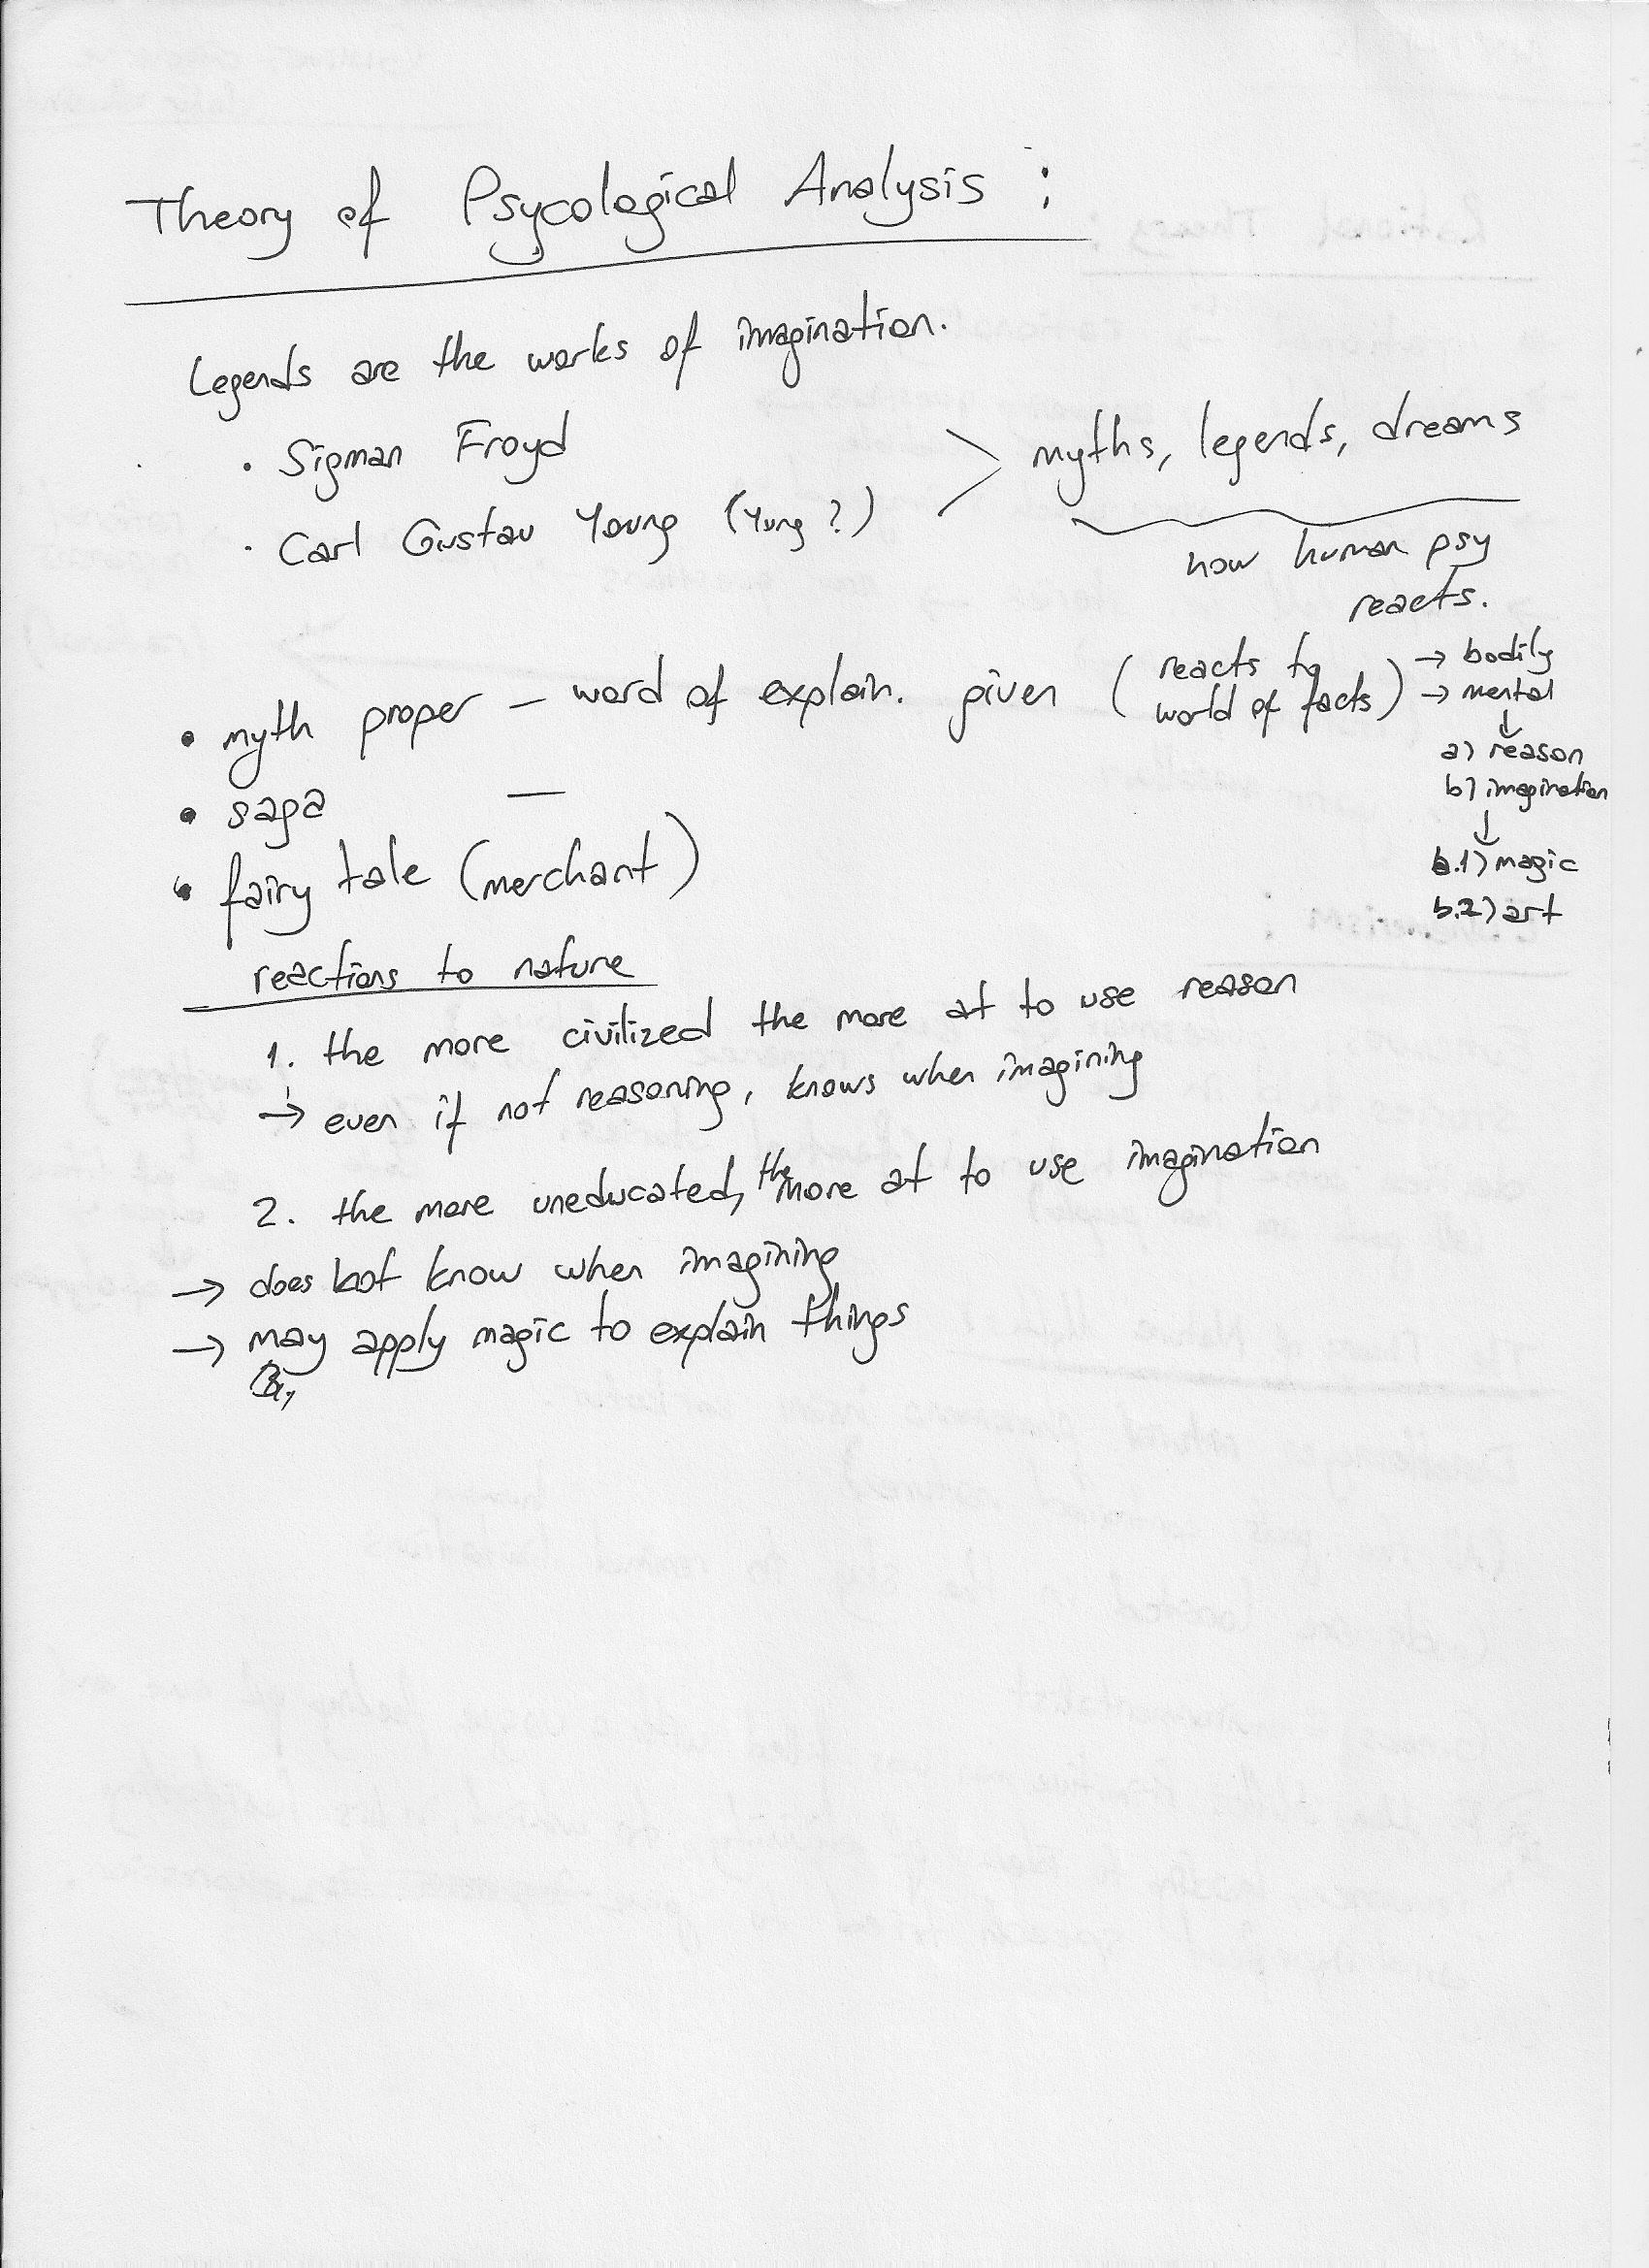 Theory of Psycological Analysis :
Legends are the works of imagination.
• Sigman Froyd
• Carl Gustav Young (Yung ?)
> myths, legends, dreams
how human psy
reacts.
• myth proper – word of explain. given ( reacts to
world of facts )
→ bodily
→ mental
↓
a) reason
b) imagination
↓
b.1) magic
b.2) art
• saga —
• fairy tale (merchant)
reactions to nature
1. the more civilized the more at to use reason
→ even if not reasoning, knows when imagining
2. the more uneducated, the more at to use imagination
→ does not know when imagining
→ may apply magic to explain things